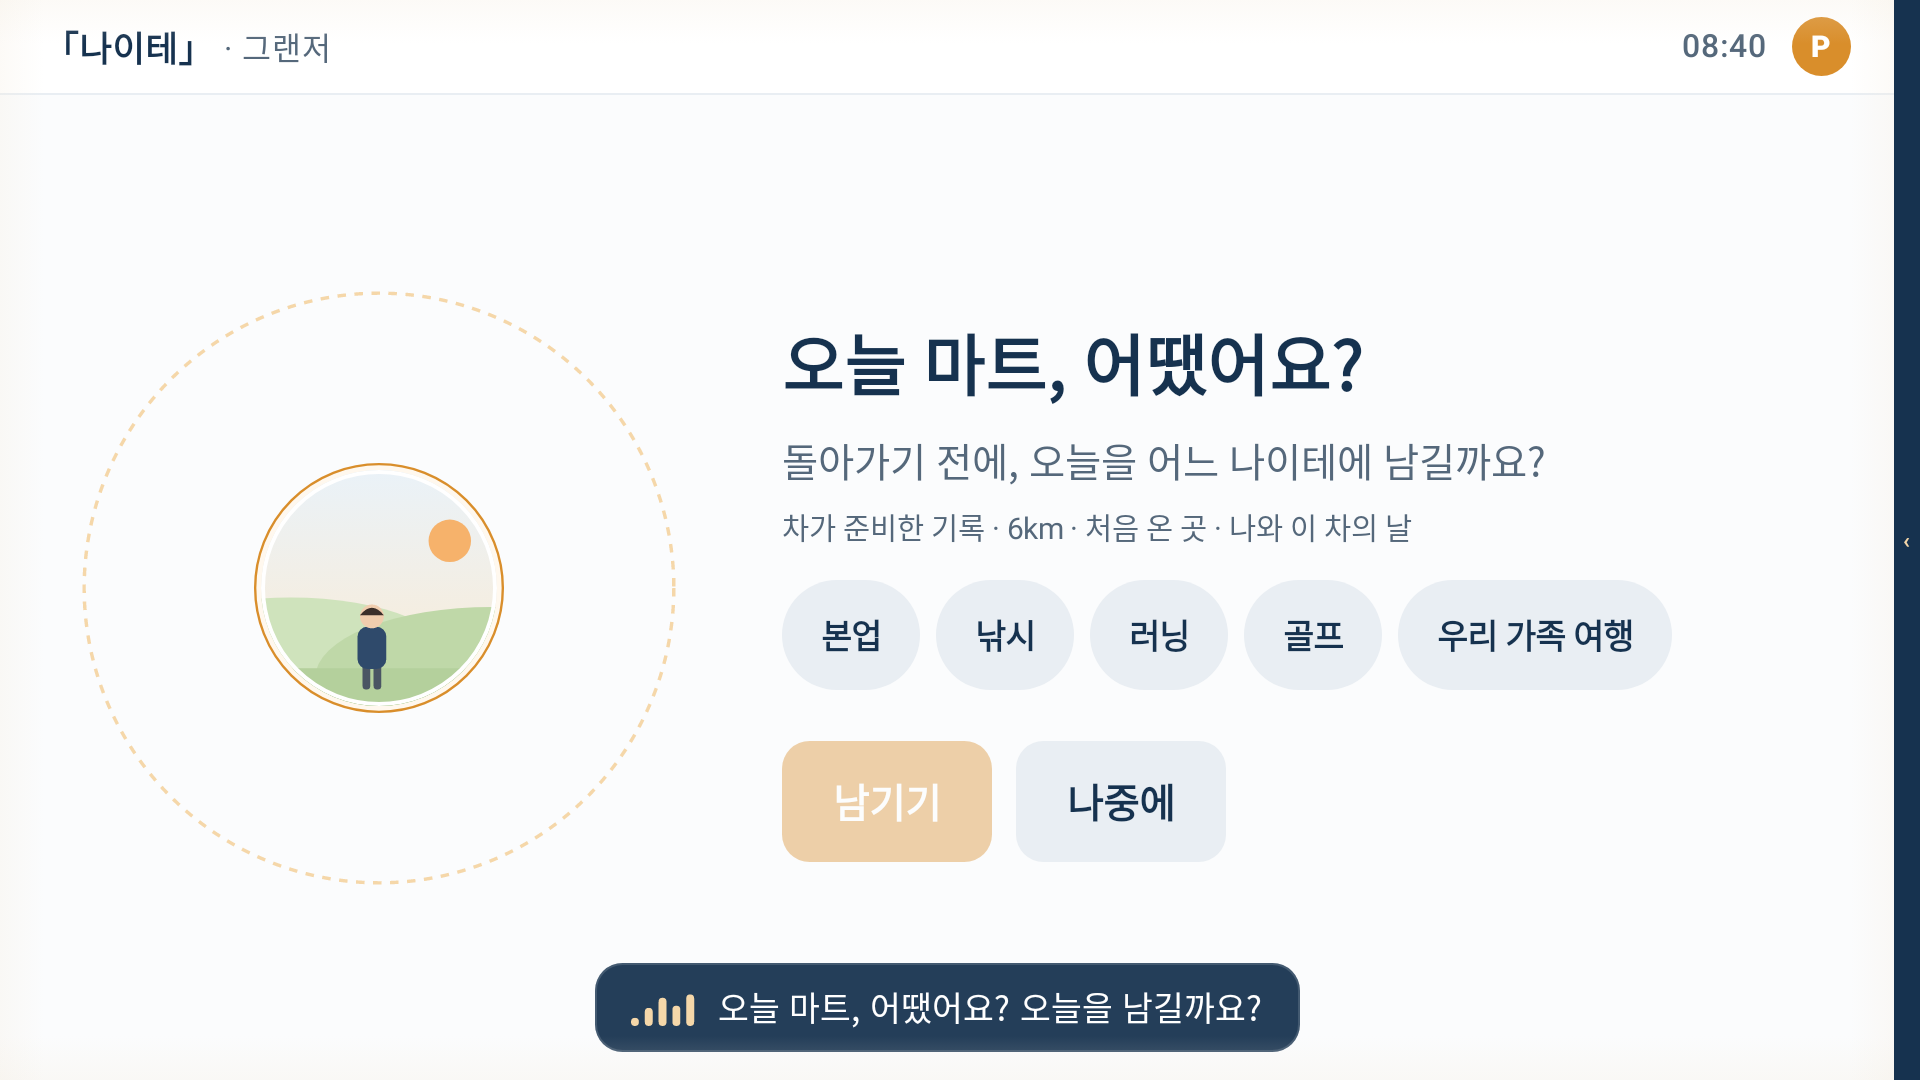 「나이테」 · 그랜저
08:40
P
오늘 마트, 어땠어요?
돌아가기 전에, 오늘을 어느 나이테에 남길까요?
차가 준비한 기록 · 6km · 처음 온 곳 · 나와 이 차의 날
본업
낚시
러닝
골프
우리 가족 여행
남기기
나중에
오늘 마트, 어땠어요? 오늘을 남길까요?